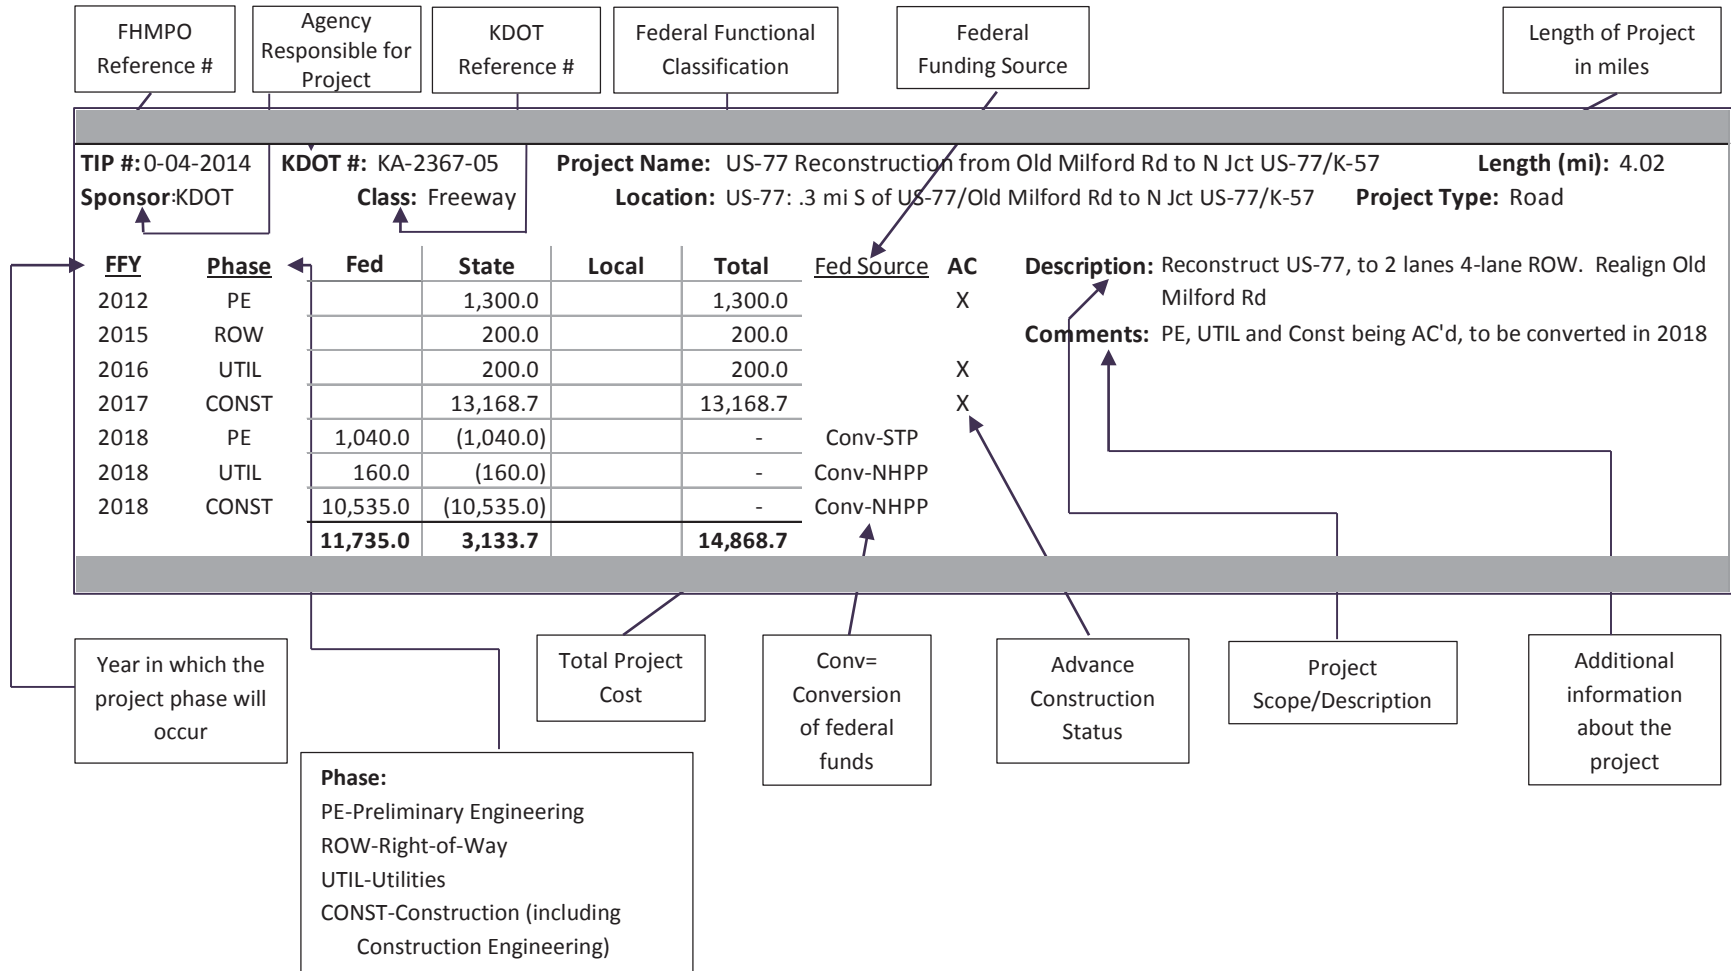 FHMPO
Reference #
Agency
Responsible for
Project
KDOT
Reference #
Federal Functional
Classification
Federal
Funding Source
Length of Project
in miles
TIP #: 0-04-2014 KDOT #: KA-2367-05 Project Name: US-77 Reconstruction from Old Milford Rd to N Jct US-77/K-57 Length (mi): 4.02
Sponsor: KDOT Class: Freeway Location: US-77: .3 mi S of US-77/Old Milford Rd to N Jct US-77/K-57 Project Type: Road
FFY Phase Fed State Local Total Fed Source AC
2012 PE 1,300.0 1,300.0 X
2015 ROW 200.0 200.0
2016 UTIL 200.0 200.0 X
2017 CONST 13,168.7 13,168.7 X
2018 PE 1,040.0 (1,040.0) - Conv-STP
2018 UTIL 160.0 (160.0) - Conv-NHPP
2018 CONST 10,535.0 (10,535.0) - Conv-NHPP
11,735.0 3,133.7 14,868.7
Description: Reconstruct US-77, to 2 lanes 4-lane ROW. Realign Old
Milford Rd
Comments: PE, UTIL and Const being AC'd, to be converted in 2018
Year in which the
project phase will
occur
Total Project
Cost
Conv=
Conversion
of federal
funds
Advance
Construction
Status
Project
Scope/Description
Additional
information
about the
project
Phase:
PE-Preliminary Engineering
ROW-Right-of-Way
UTIL-Utilities
CONST-Construction (including
Construction Engineering)